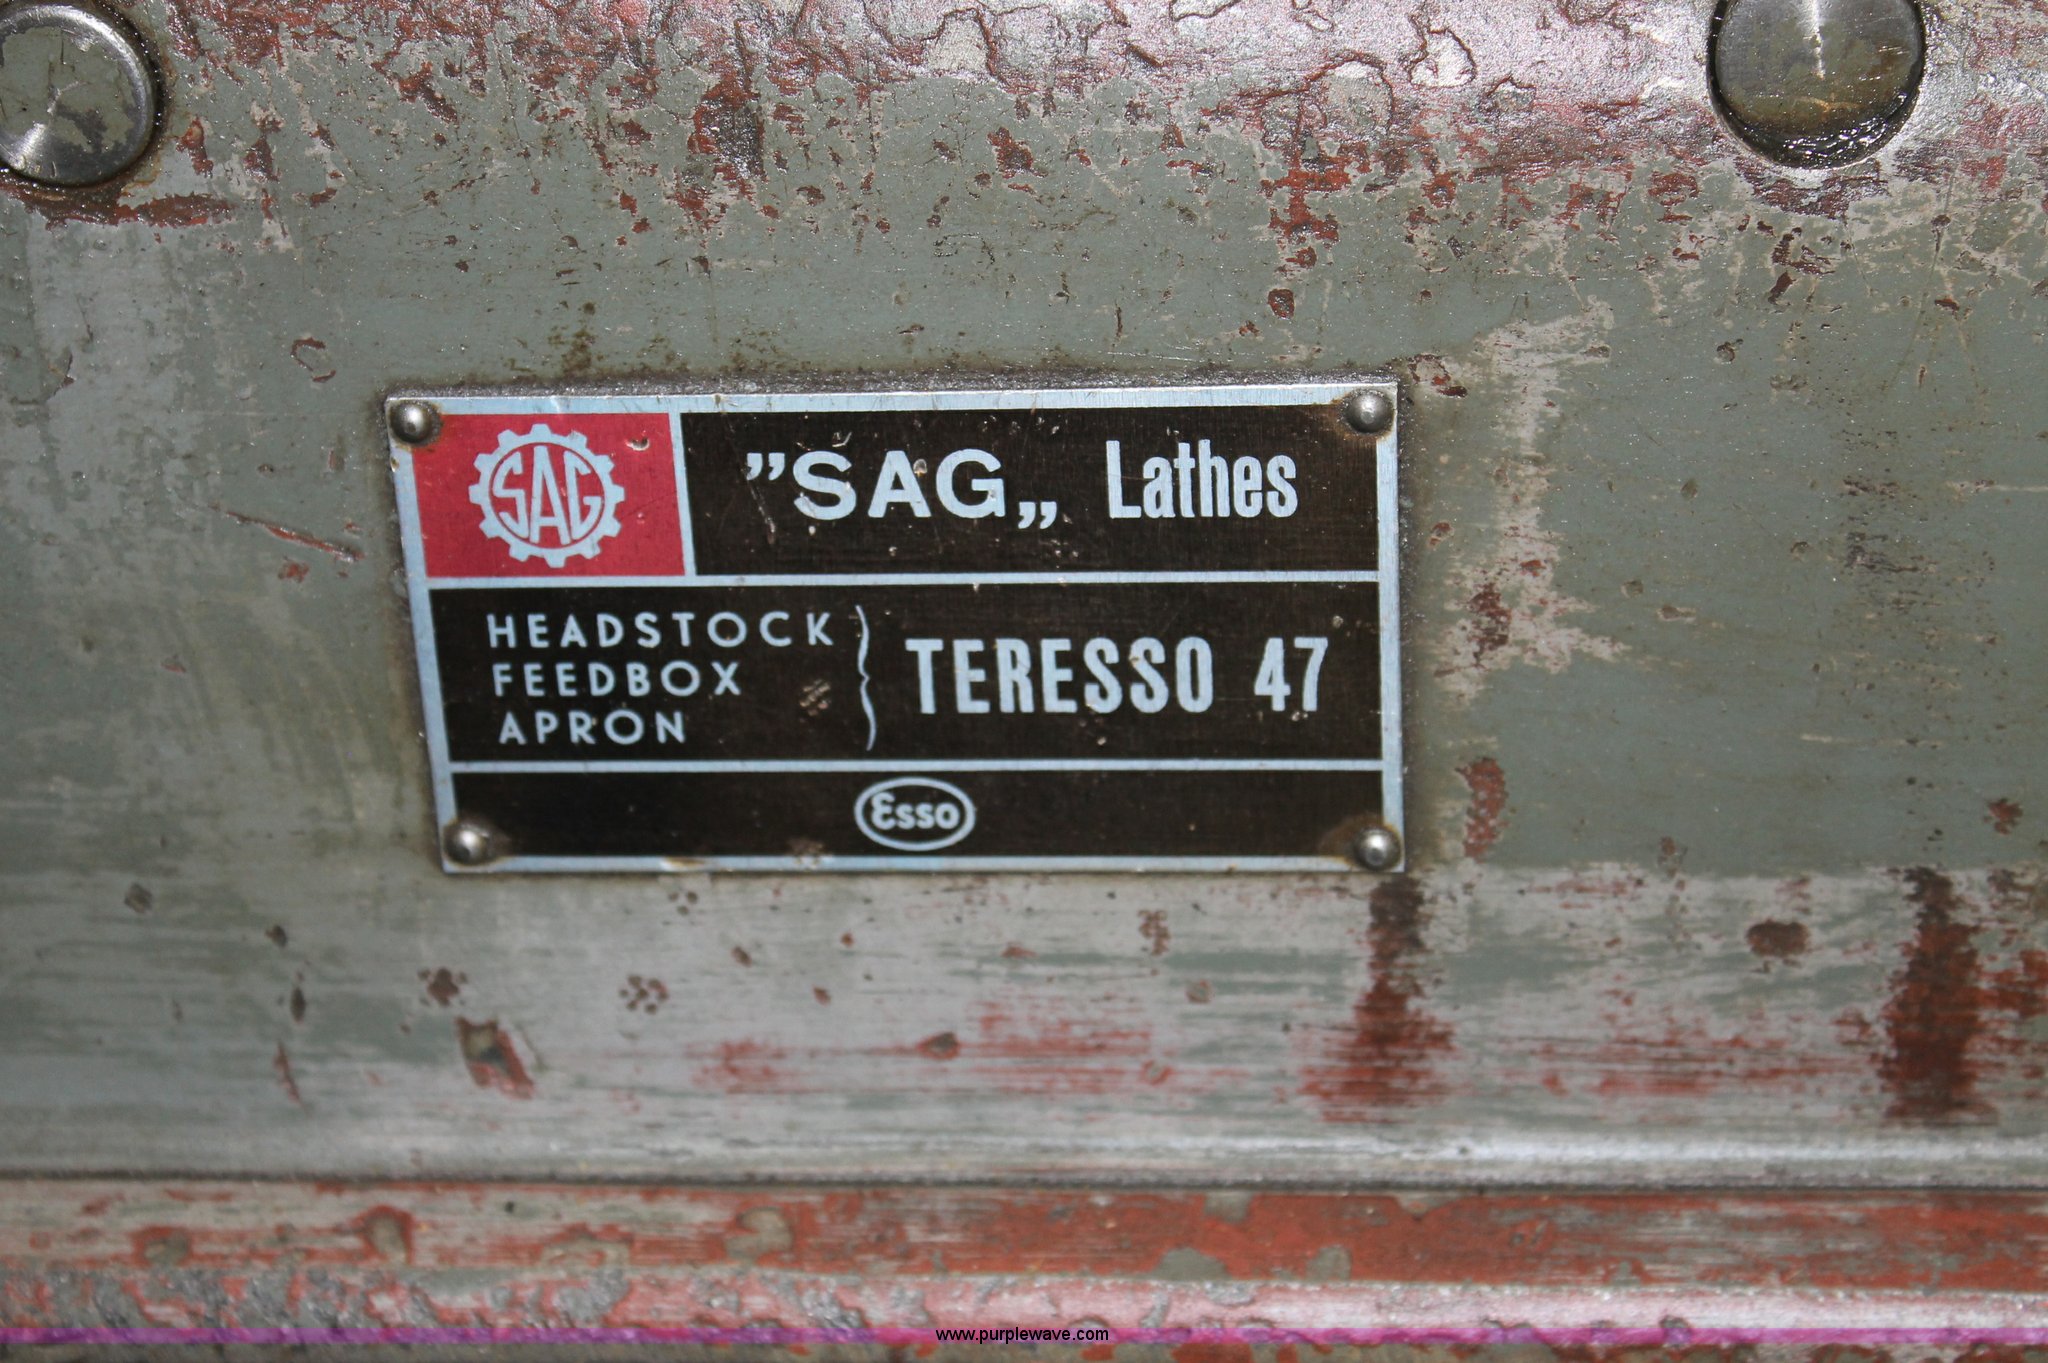 SAG
”SAG„ Lathes
HEADSTOCK
FEEDBOX
APRON
TERESSO 47
Esso
www.purplewave.com